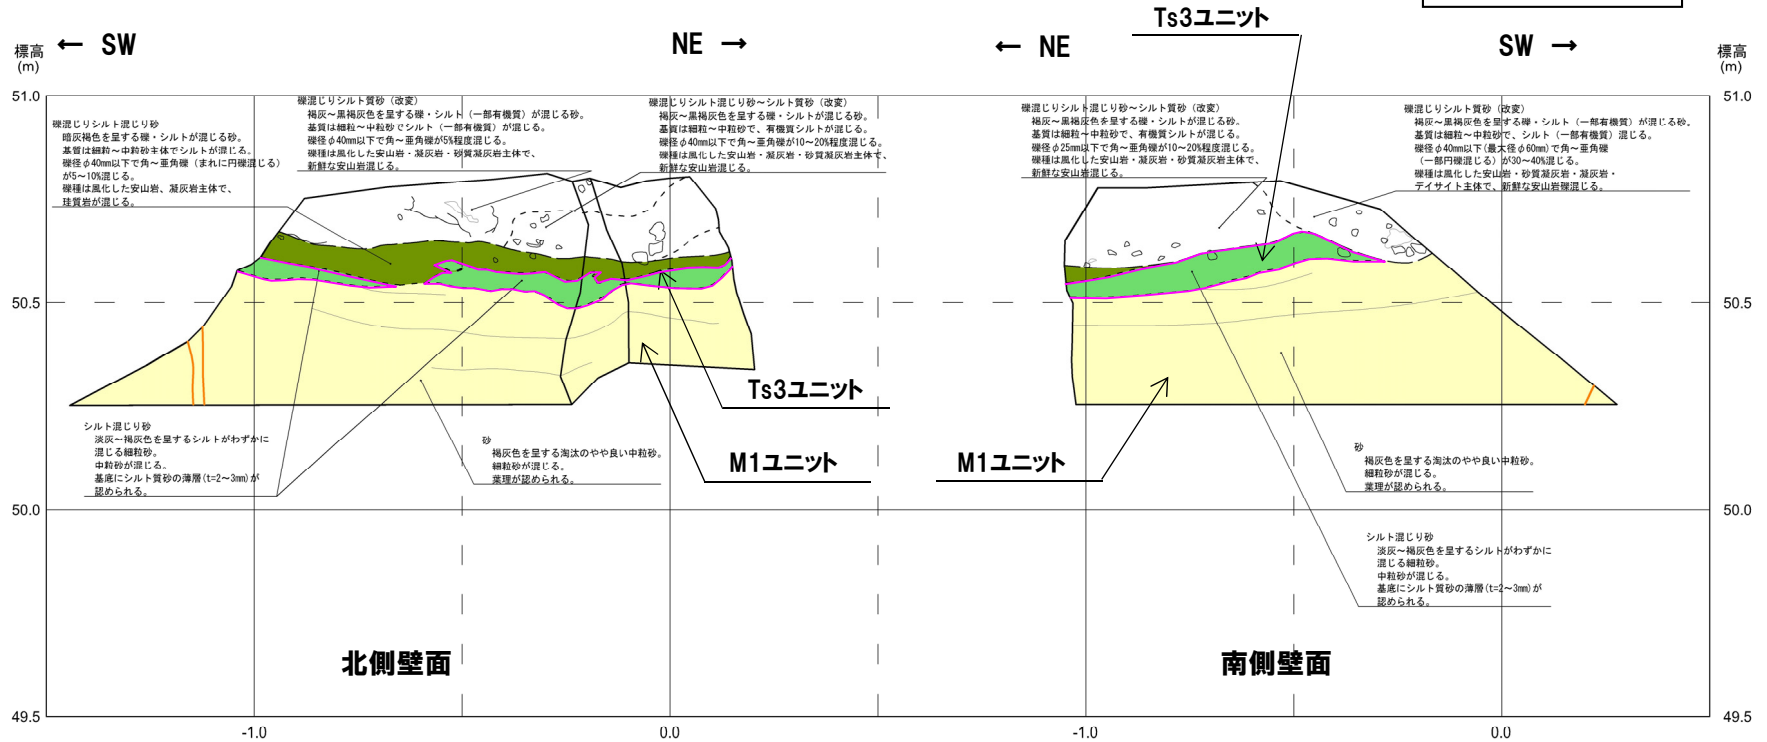 Ts3ユニット
← SW
NE →
← NE
SW →
標高
(m)
標高
(m)
51.0
51.0
礫混じりシルト混じり砂
暗灰褐色を呈する礫・シルトが混じる砂。
基質は細粒～中粒砂主体でシルトが混じる。
礫径φ40mm以下で角～亜角礫（まれに円礫混じる）
が5～10%混じる。
礫種は風化した安山岩、凝灰岩主体で、
珪質岩が混じる。
礫混じりシルト質砂（改変）
褐灰～黒褐灰色を呈する礫・シルト（一部有機質）が混じる砂。
基質は細粒～中粒砂でシルト（一部有機質）が混じる。
礫径φ40mm以下で角～亜角礫が5%程度混じる。
礫種は風化した安山岩・凝灰岩・砂質凝灰岩主体で、
新鮮な安山岩混じる。
礫混じりシルト混じり砂～シルト質砂（改変）
褐灰～黒褐灰色を呈する礫・シルトが混じる砂。
基質は細粒～中粒砂で、有機質シルトが混じる。
礫径φ40mm以下で角～亜角礫が10～20%程度混じる。
礫種は風化した安山岩・凝灰岩・砂質凝灰岩主体で、
新鮮な安山岩混じる。
礫混じりシルト混じり砂～シルト質砂（改変）
褐灰～黒褐灰色を呈する礫・シルトが混じる砂。
基質は細粒～中粒砂で、有機質シルトが混じる。
礫径φ25mm以下で角～亜角礫が10～20%程度混じる。
礫種は風化した安山岩・凝灰岩・砂質凝灰岩主体で、
新鮮な安山岩混じる。
礫混じりシルト質砂（改変）
褐灰～黒褐灰色を呈する礫・シルト（一部有機質）が混じる砂。
基質は細粒～中粒砂で、シルト（一部有機質）混じる。
礫径φ40mm以下(最大径φ60mm)で角～亜角礫
（一部円礫混じる）が30～40%混じる。
礫種は風化した安山岩・砂質凝灰岩・凝灰岩・
デイサイト主体で、新鮮な安山岩礫混じる。
50.5
50.5
Ts3ユニット
M1ユニット
M1ユニット
シルト混じり砂
淡灰～褐灰色を呈するシルトがわずかに
混じる細粒砂。
中粒砂が混じる。
基底にシルト質砂の薄層(t=2～3mm)が
認められる。
砂
褐灰色を呈する淘汰のやや良い中粒砂。
細粒砂が混じる。
葉理が認められる。
砂
褐灰色を呈する淘汰のやや良い中粒砂。
細粒砂が混じる。
葉理が認められる。
50.0
50.0
シルト混じり砂
淡灰～褐灰色を呈するシルトがわずかに
混じる細粒砂。
中粒砂が混じる。
基底にシルト質砂の薄層(t=2～3mm)が
認められる。
北側壁面
南側壁面
49.5
49.5
-1.0
0.0
-1.0
0.0